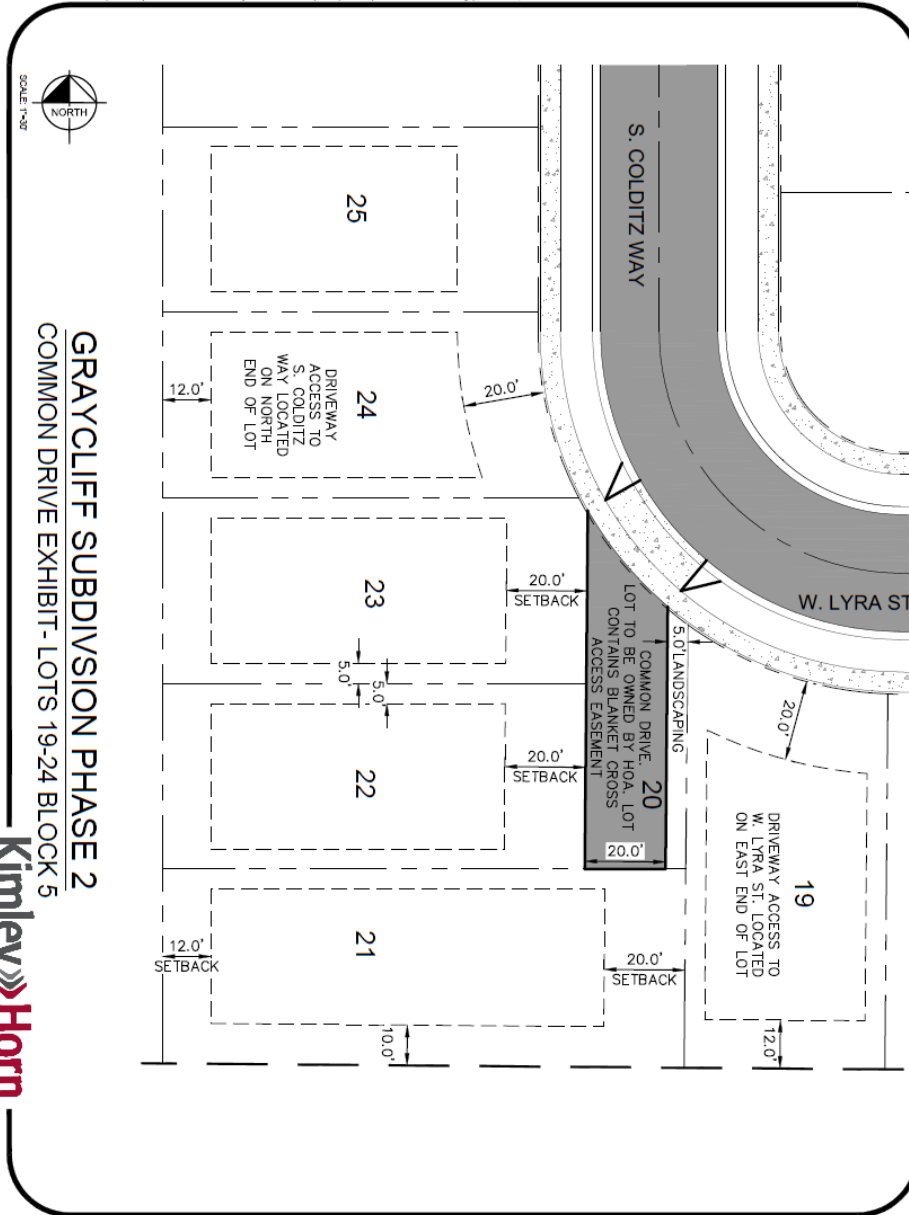 S. COLDITZ WAY
W. LYRA ST
25
24
DRIVEWAY
ACCESS TO
S. COLDITZ
WAY LOCATED
ON NORTH
END OF LOT
12.0'
20.0'
23
20.0'
SETBACK
5.0'
5.0'
22
20.0'
SETBACK
20
COMMON DRIVE.
LOT TO BE OWNED BY HOA. LOT
CONTAINS BLANKET CROSS
ACCESS EASEMENT
5.0' LANDSCAPING
20.0'
20.0'
19
DRIVEWAY ACCESS TO
W. LYRA ST. LOCATED
ON EAST END OF LOT
12.0'
21
12.0'
SETBACK
20.0'
SETBACK
10.0'
NORTH
SCALE: 1"=30'
GRAYCLIFF SUBDIVSION PHASE 2
COMMON DRIVE EXHIBIT- LOTS 19-24 BLOCK 5
Kimley»Horn